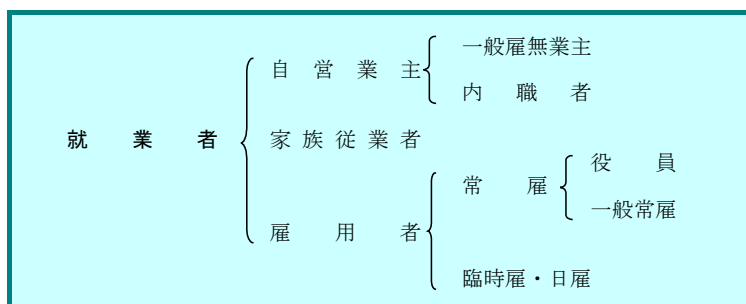 一般雇無業主
自営業主
内職者
就業者
家族従業者
役員
常雇
一般常雇
雇用者
臨時雇・日雇